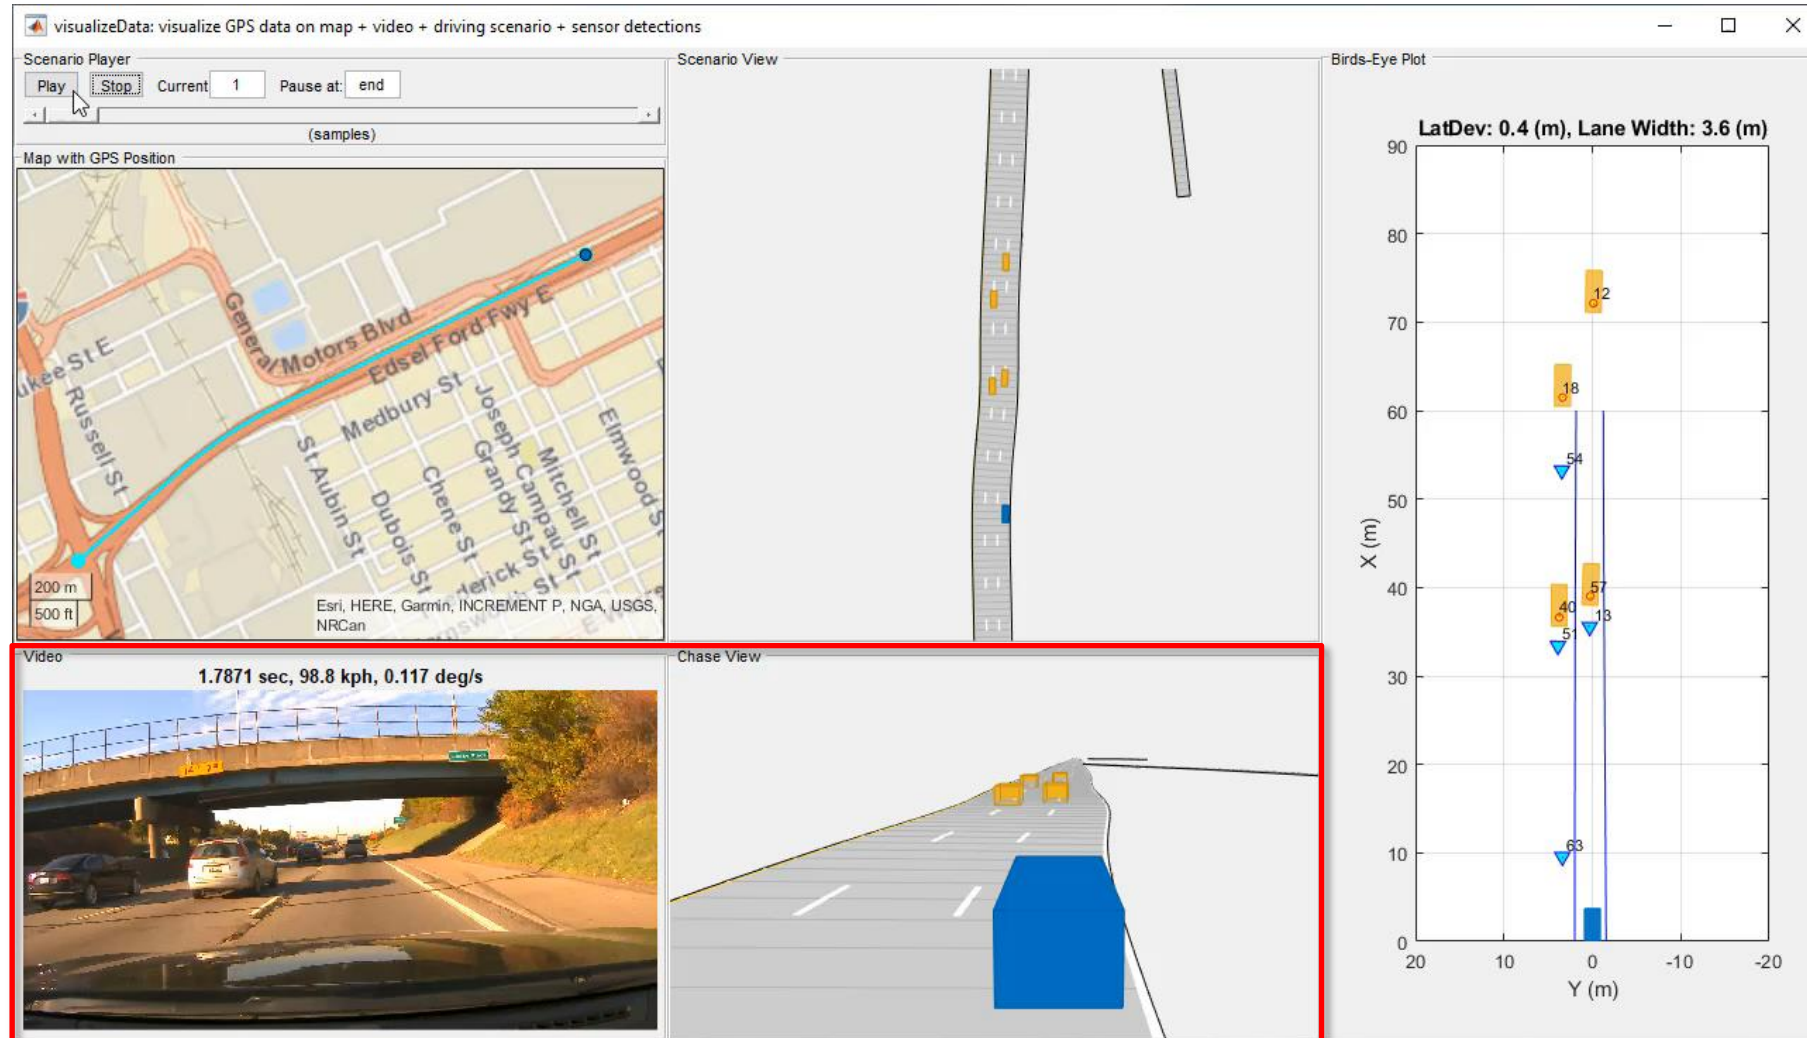 visualizeData: visualize GPS data on map + video + driving scenario + sensor detections
Scenario Player
Play
Stop
Current
1
Pause at:
end
(samples)
Map with GPS Position
General Motors Blvd
Edsel Ford Fwy E
Russell St
Medbury St
St Aubin St
Dubois St
Chene St
Grandy St
Joseph Campau St
Mitchell St
Elmwood St
200 m
500 ft
Esri, HERE, Garmin, INCREMENT P, NGA, USGS,
NRCan
Scenario View
Birds-Eye Plot
LatDev: 0.4 (m), Lane Width: 3.6 (m)
90
80
70
60
50
40
30
20
10
0
X (m)
12
18
54
57
40
13
51
63
20
10
0
-10
-20
Y (m)
Video
1.7871 sec, 98.8 kph, 0.117 deg/s
Chase View